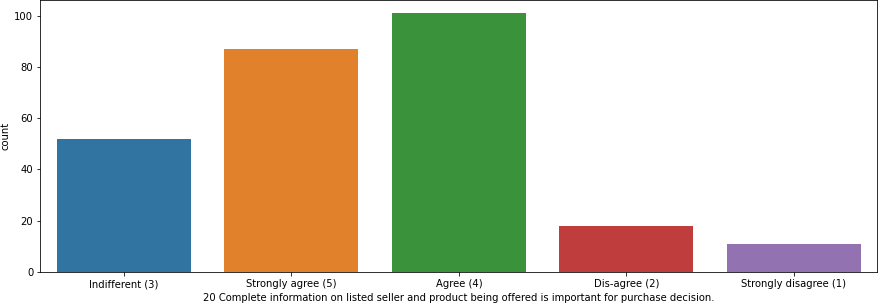 100
80
60
40
20
0
count
Indifferent (3) Strongly agree (5) Agree (4) Dis-agree (2) Strongly disagree (1)
20 Complete information on listed seller and product being offered is important for purchase decision.